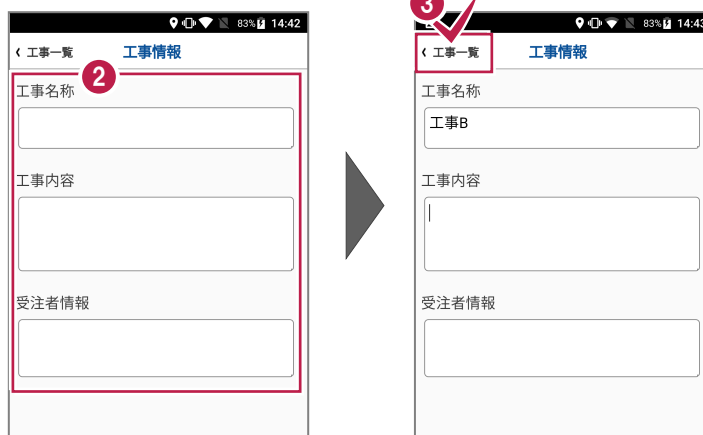 83% 14:42
‹ 工事一覧 工事情報
2
工事名称
工事内容
受注者情報
3
83% 14:43
‹ 工事一覧 工事情報
工事名称
工事B
工事内容
受注者情報